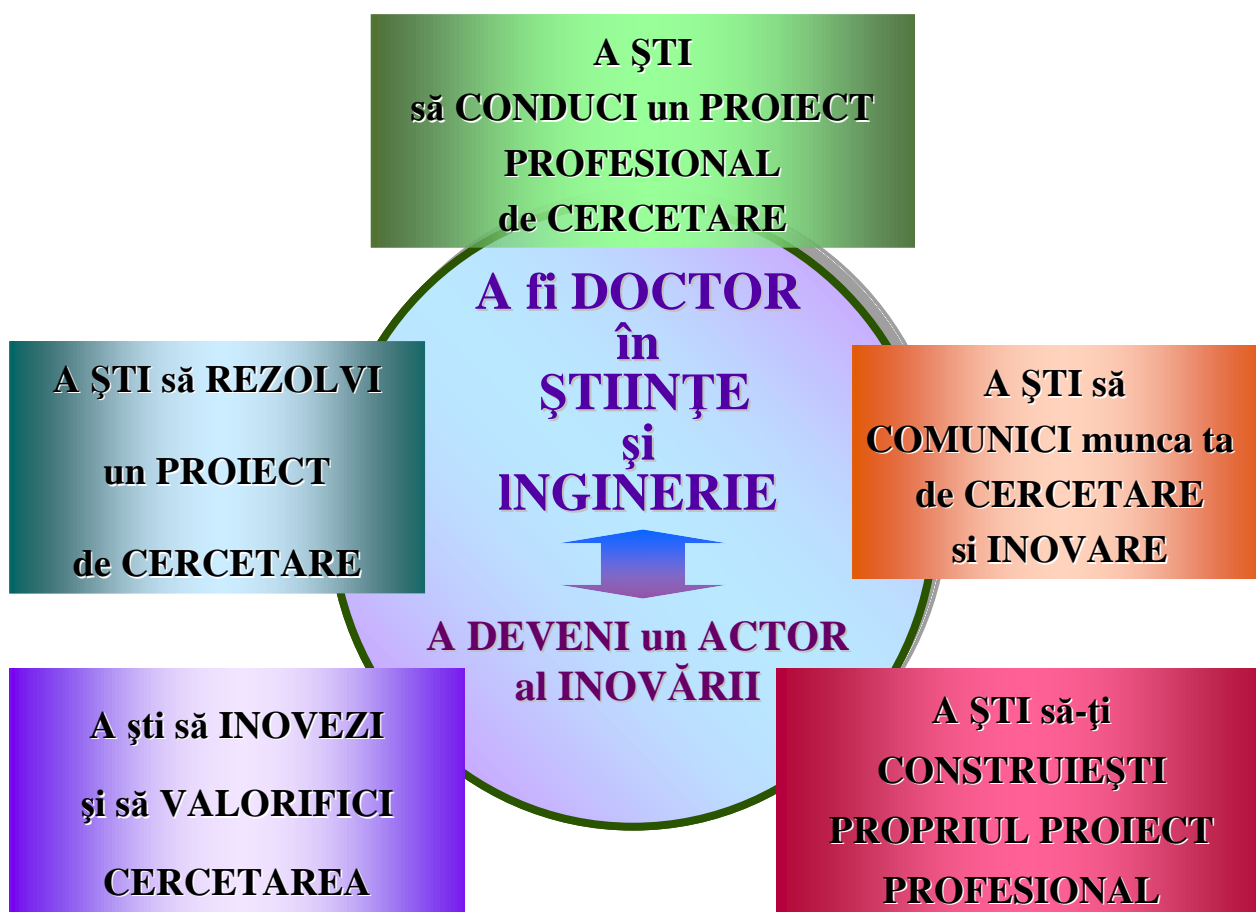 A ŞTI
să CONDUCI un PROIECT
PROFESIONAL
de CERCETARE
A fi DOCTOR
în
ŞTIINŢE
şi
INGINERIE
A DEVENI un ACTOR
al INOVĂRII
A ŞTI să REZOLVI
un PROIECT
de CERCETARE
A ŞTI să
COMUNICI munca ta
de CERCETARE
si INOVARE
A şti să INOVEZI
şi să VALORIFICI
CERCETAREA
A ŞTI să-ţi
CONSTRUIEŞTI
PROPRIUL PROIECT
PROFESIONAL